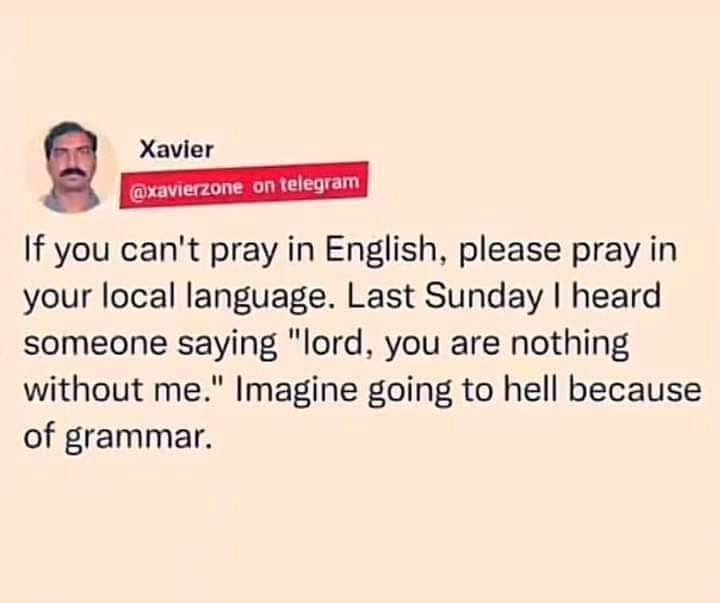 Xavier
@xavierzone on telegram
If you can't pray in English, please pray in
your local language. Last Sunday I heard
someone saying "lord, you are nothing
without me." Imagine going to hell because
of grammar.